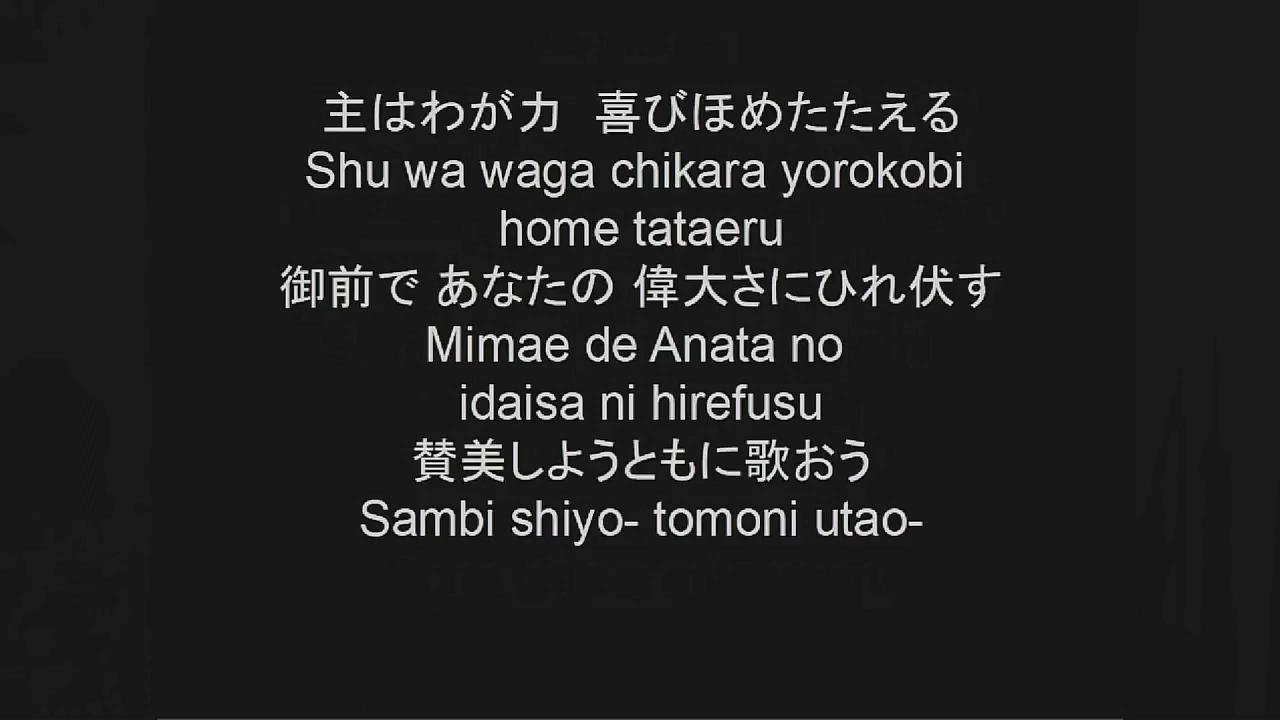 主はわが力　喜びほめたたえる
Shu wa waga chikara yorokobi
home tataeru
御前で あなたの 偉大さにひれ伏す
Mimae de Anata no
idaisa ni hirefusu
賛美しようともに歌おう
Sambi shiyo- tomoni utao-